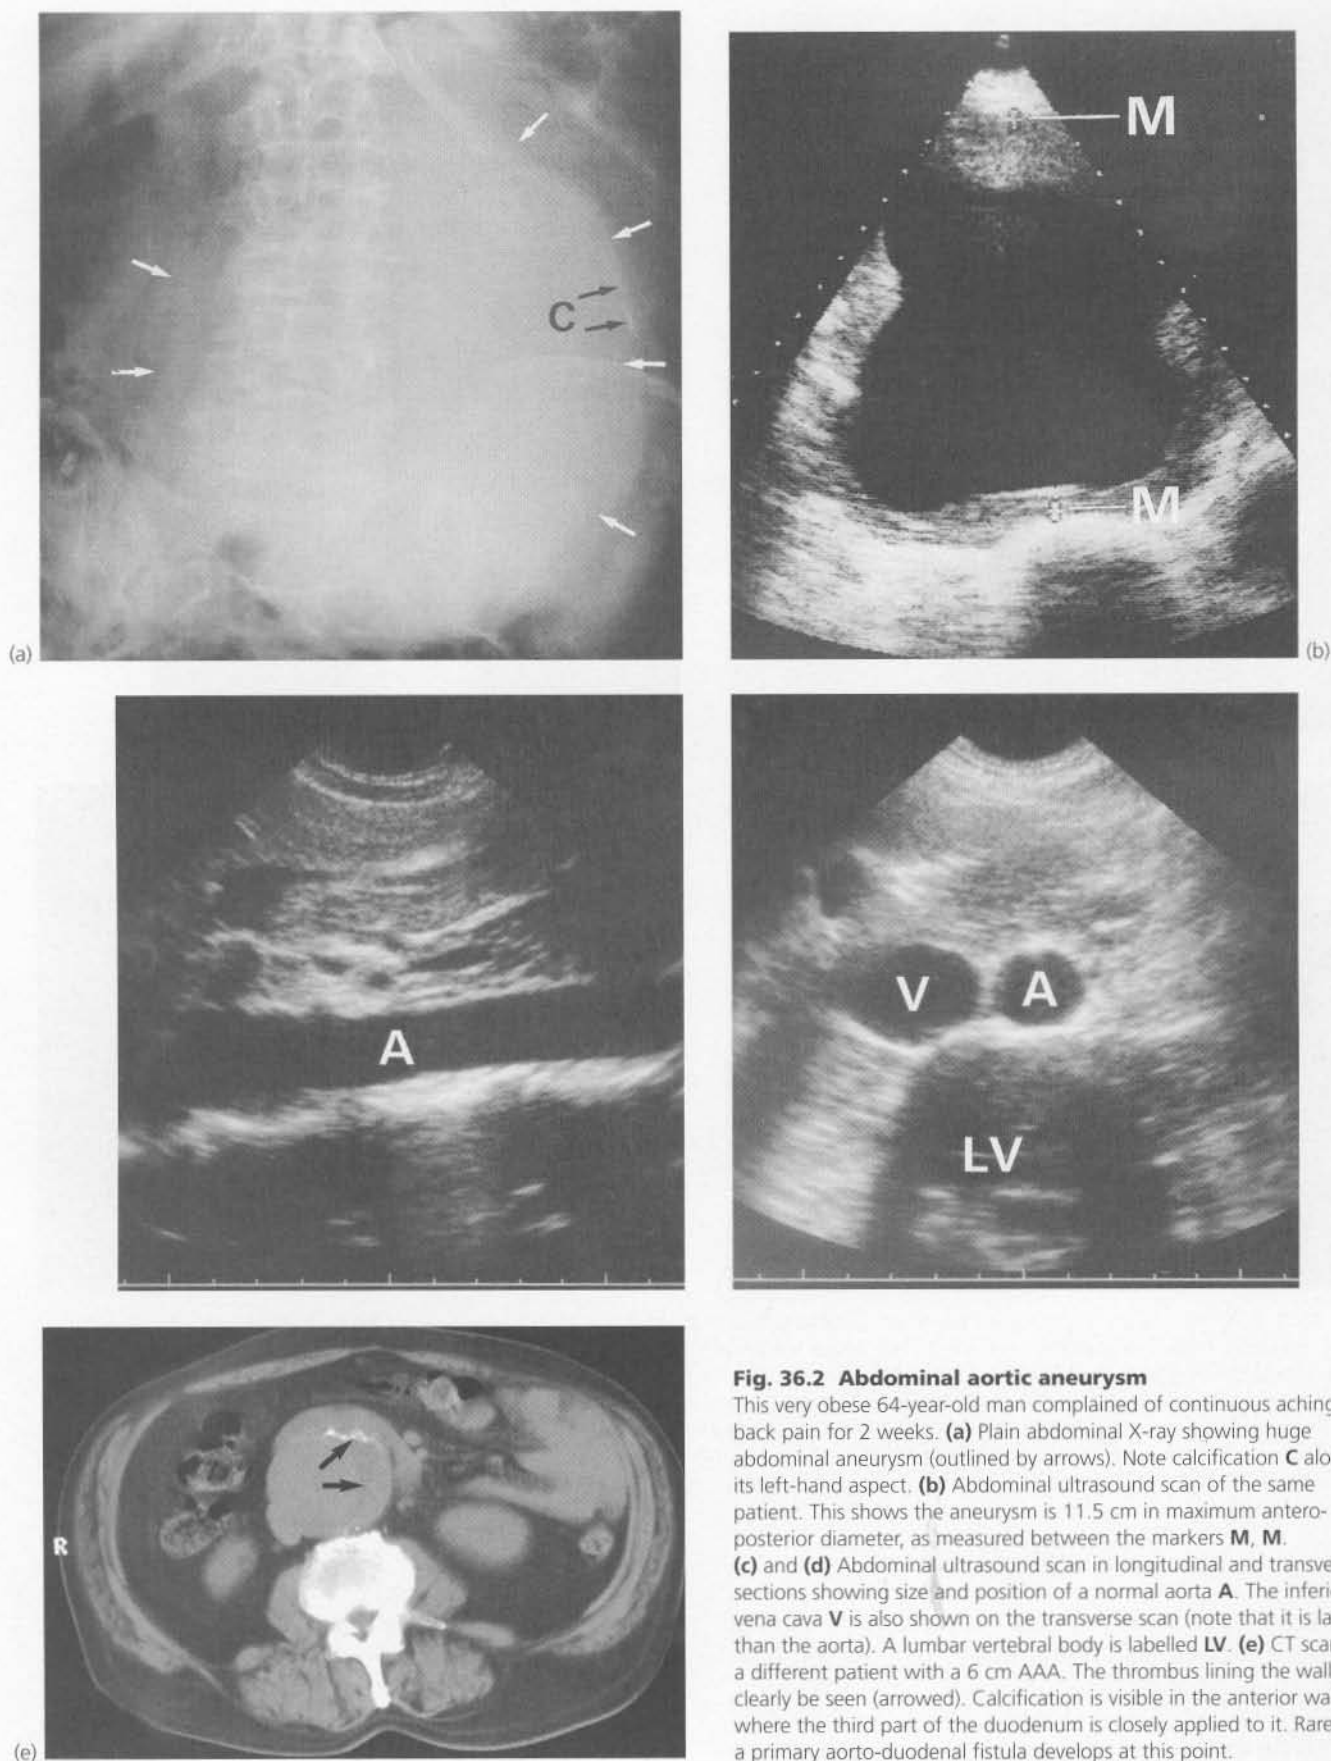 M
C
(a)
M
(b)
A
V A
LV
R
(e)
Fig. 36.2 Abdominal aortic aneurysm
This very obese 64-year-old man complained of continuous aching
back pain for 2 weeks. (a) Plain abdominal X-ray showing huge
abdominal aneurysm (outlined by arrows). Note calcification C alo
its left-hand aspect. (b) Abdominal ultrasound scan of the same
patient. This shows the aneurysm is 11.5 cm in maximum antero-
posterior diameter, as measured between the markers M, M.
(c) and (d) Abdominal ultrasound scan in longitudinal and transve
sections showing size and position of a normal aorta A. The inferi
vena cava V is also shown on the transverse scan (note that it is la
than the aorta). A lumbar vertebral body is labelled LV. (e) CT sca
a different patient with a 6 cm AAA. The thrombus lining the wall
clearly be seen (arrowed). Calcification is visible in the anterior wa
where the third part of the duodenum is closely applied to it. Rare
a primary aorto-duodenal fistula develops at this point.